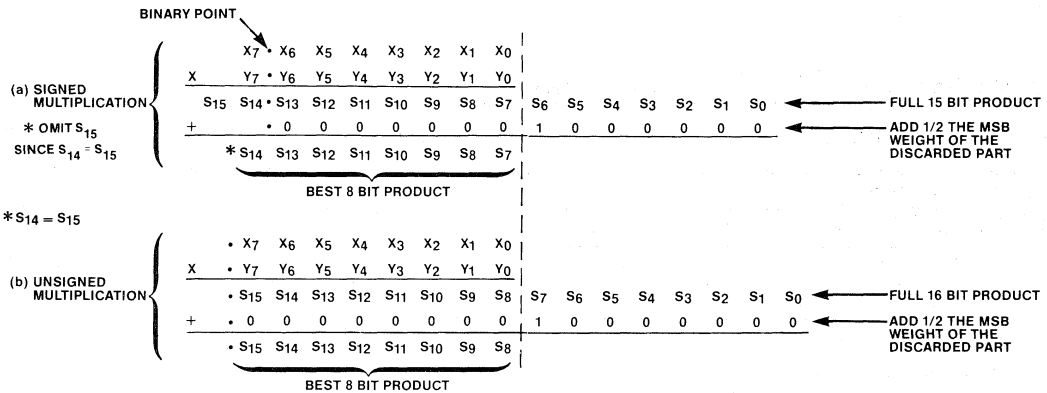 BINARY POINT
X7 • X6 X5 X4 X3 X2 X1 X0
X Y7 • Y6 Y5 Y4 Y3 Y2 Y1 Y0
(a) SIGNED
MULTIPLICATION
S15 S14 • S13 S12 S11 S10 S9 S8 S7 S6 S5 S4 S3 S2 S1 S0
FULL 15 BIT PRODUCT
* OMIT S15
SINCE S14 = S15
+ • 0 0 0 0 0 0 0 1 0 0 0 0 0 0
ADD 1/2 THE MSB
WEIGHT OF THE
DISCARDED PART
* S14 S13 S12 S11 S10 S9 S8 S7
BEST 8 BIT PRODUCT
* S14 = S15
• X7 X6 X5 X4 X3 X2 X1 X0
X • Y7 Y6 Y5 Y4 Y3 Y2 Y1 Y0
(b) UNSIGNED
MULTIPLICATION
• S15 S14 S13 S12 S11 S10 S9 S8 S7 S6 S5 S4 S3 S2 S1 S0
FULL 16 BIT PRODUCT
+ • 0 0 0 0 0 0 0 0 1 0 0 0 0 0 0 0
ADD 1/2 THE MSB
WEIGHT OF THE
DISCARDED PART
• S15 S14 S13 S12 S11 S10 S9 S8
BEST 8 BIT PRODUCT